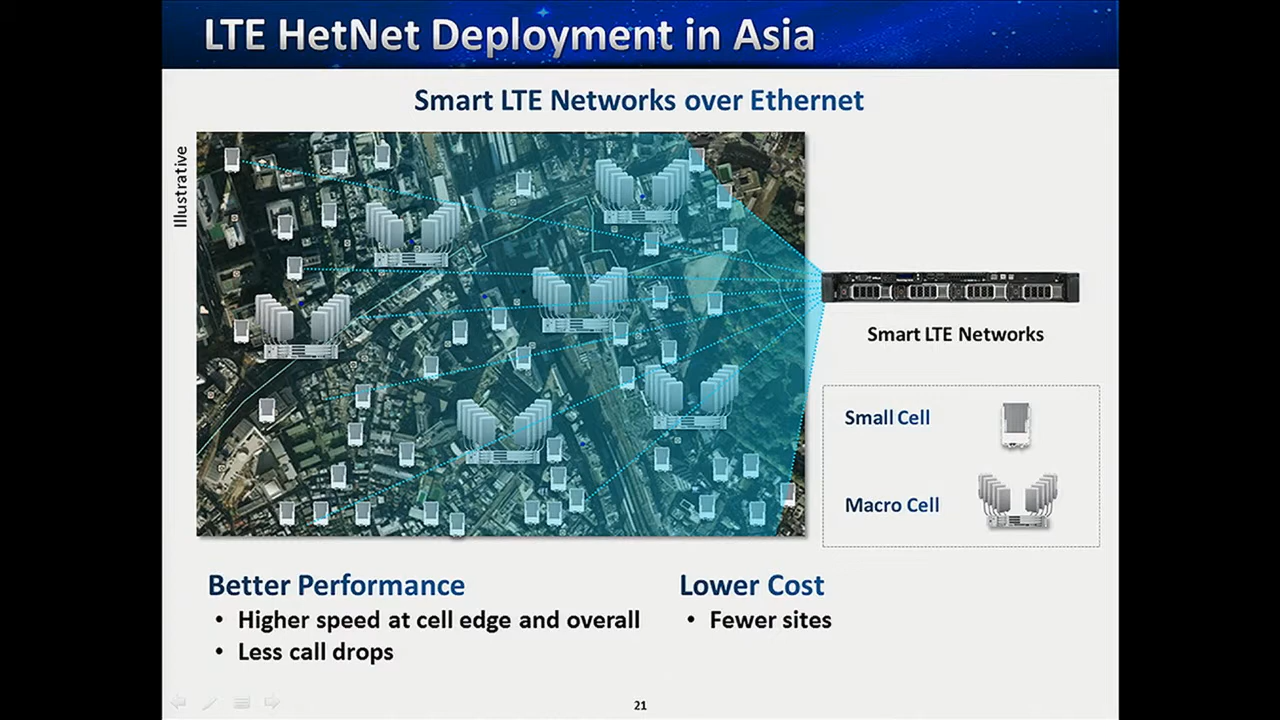 LTE HetNet Deployment in Asia
Smart LTE Networks over Ethernet
Illustrative
Smart LTE Networks
Small Cell
Macro Cell
Better Performance
• Higher speed at cell edge and overall
• Less call drops
Lower Cost
• Fewer sites
21